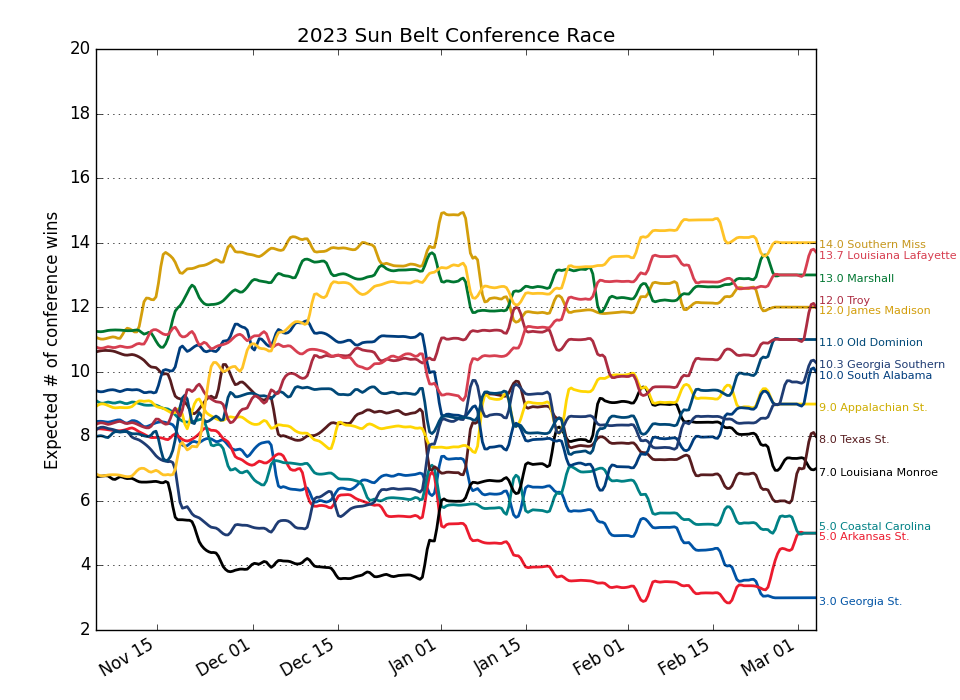 2023 Sun Belt Conference Race
Expected # of conference wins
20
18
16
14
12
10
8
6
4
2
14.0 Southern Miss
13.7 Louisiana Lafayette
13.0 Marshall
12.0 Troy
12.0 James Madison
11.0 Old Dominion
10.3 Georgia Southern
10.0 South Alabama
9.0 Appalachian St.
8.0 Texas St.
7.0 Louisiana Monroe
5.0 Coastal Carolina
5.0 Arkansas St.
3.0 Georgia St.
Nov 15
Dec 01
Dec 15
Jan 01
Jan 15
Feb 01
Feb 15
Mar 01